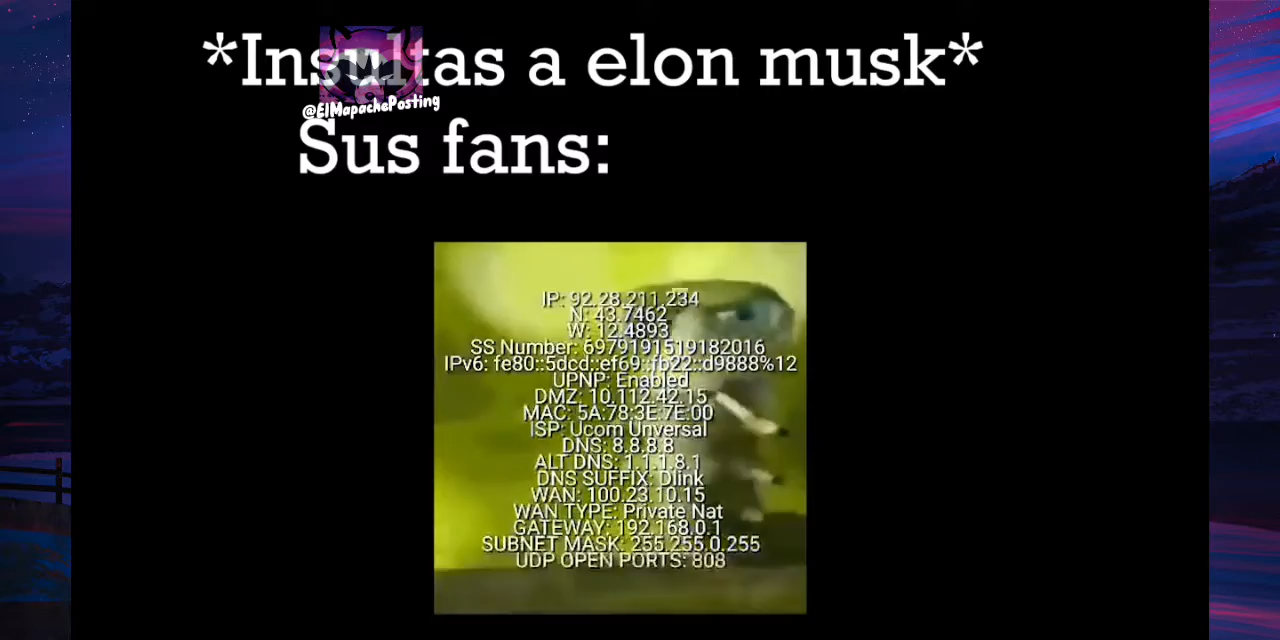 *Insultas a elon musk*
@ElMapachePosting
Sus fans:
IP: 92.28.211.234
N: 43.7462
W: 12.4893
SS Number: 6979191519182016
IPv6: fe80::5dcd::ef69::fb22::d9888%12
UPNP: Enabled
DMZ: 10.112.42.15
MAC: 5A:78:3E:7E:00
ISP: Ucom Unversal
DNS: 8.8.8.8
ALT DNS: 1.1.1.8.1
DNS SUFFIX: Dlink
WAN: 100.23.10.15
WAN TYPE: Private Nat
GATEWAY: 192.168.0.1
SUBNET MASK: 255.255.0.255
UDP OPEN PORTS: 808